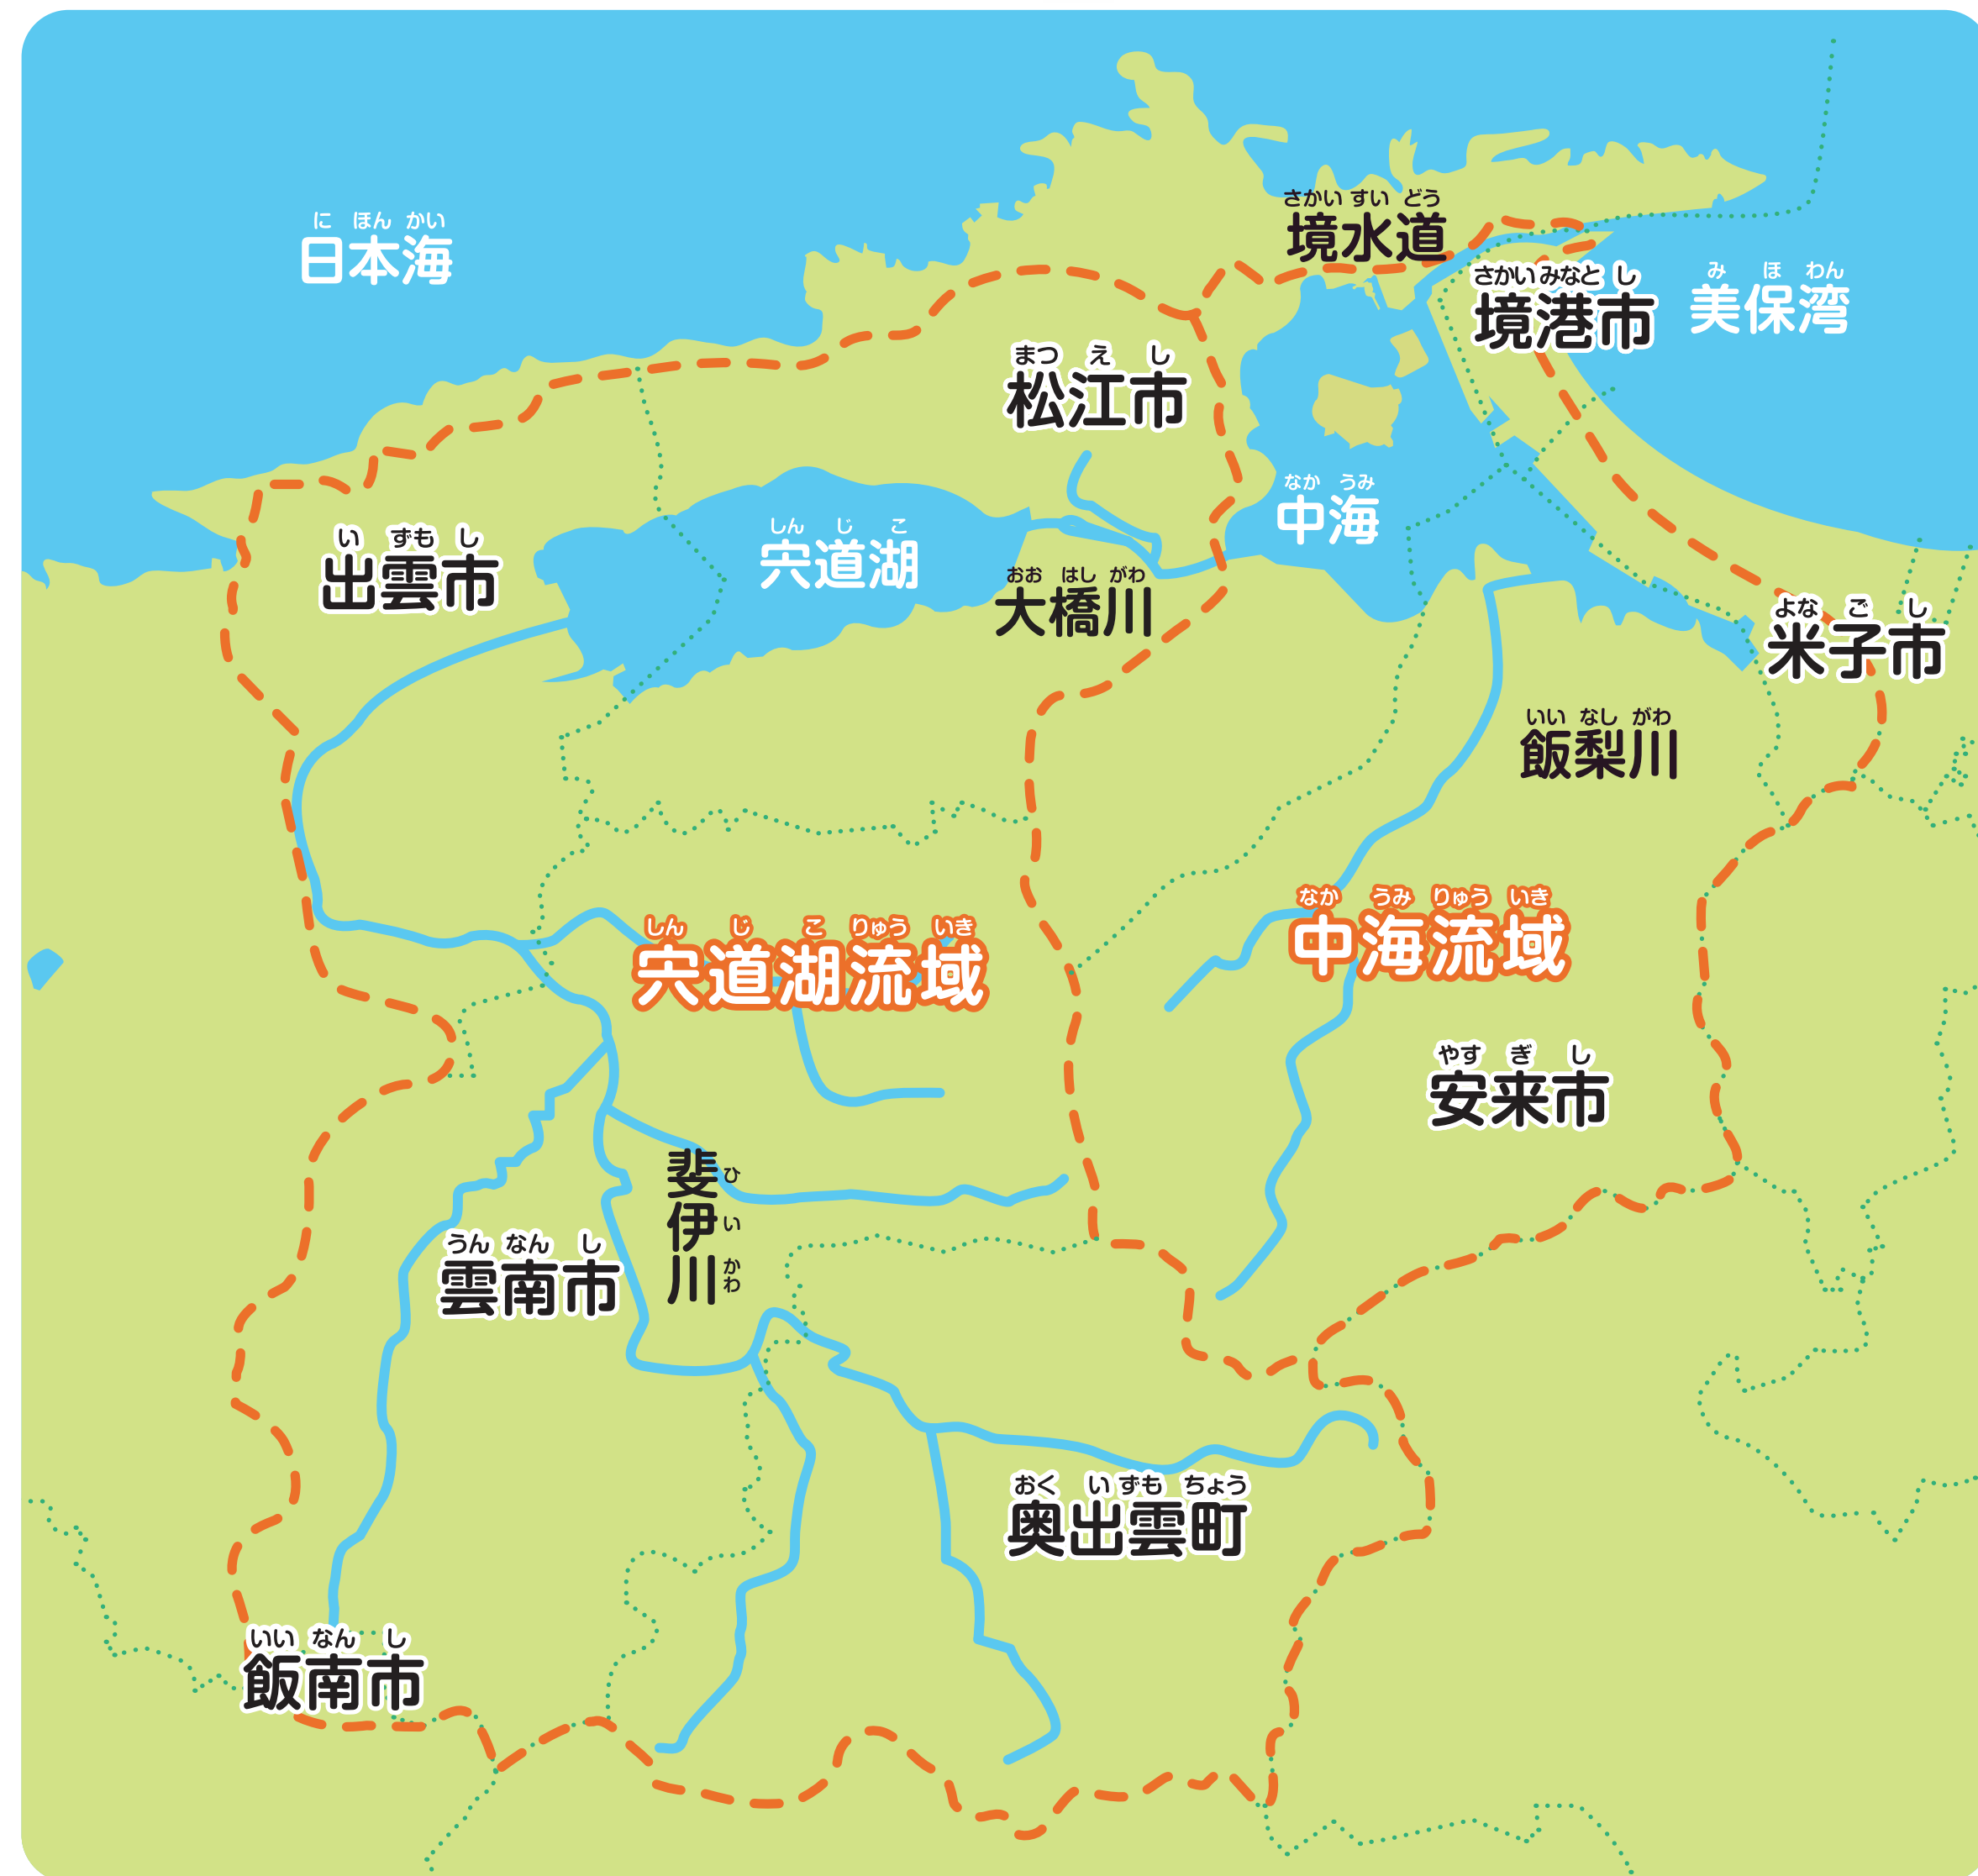 さかい すい どう
境水道
に ほん かい
日本海
さかい みなと し
境港市
み ほ わん
美保湾
まつ え し
松江市
なか うみ
中海
しん じ こ
宍道湖
い ずも し
出雲市
おお はし がわ
大橋川
よな ご し
米子市
いい なし がわ
飯梨川
しん じ こ りゅう いき
宍道湖流域
なか うみ りゅう いき
中海流域
やす ぎ し
安来市
斐伊川
ひ い かわ
うん なん し
雲南市
おく い ずも ちょう
奥出雲町
いい なん し
飯南市